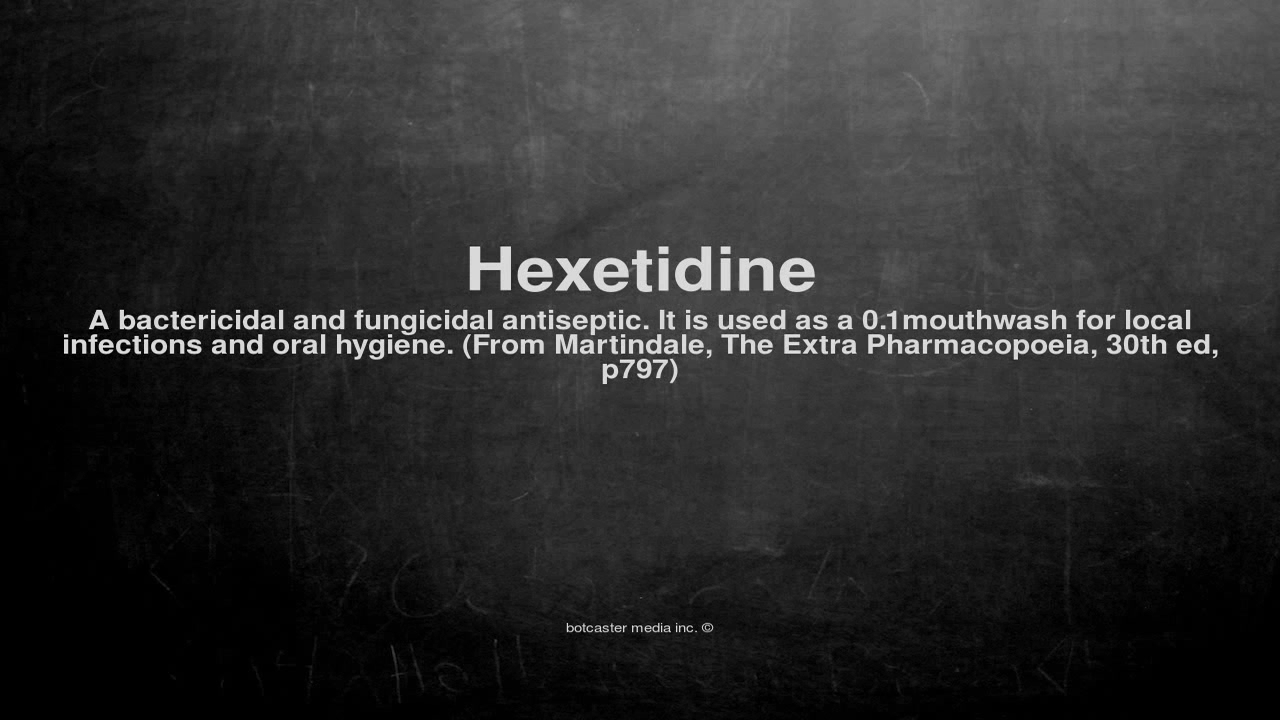 Hexetidine
A bactericidal and fungicidal antiseptic. It is used as a 0.1mouthwash for local
infections and oral hygiene. (From Martindale, The Extra Pharmacopoeia, 30th ed,
p797)
botcaster media inc. ©